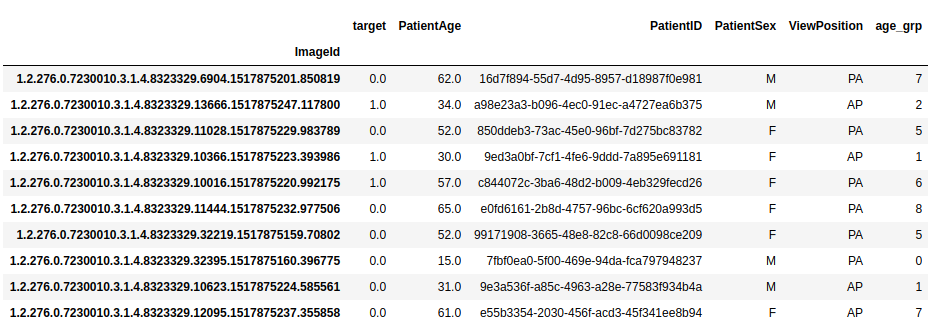 target PatientAge PatientID PatientSex ViewPosition age_grp
ImageId
1.2.276.0.7230010.3.1.4.8323329.6904.1517875201.850819 0.0 62.0 16d7f894-55d7-4d95-8957-d18987f0e981 M PA 7
1.2.276.0.7230010.3.1.4.8323329.13666.1517875247.117800 1.0 34.0 a98e23a3-b096-4ec0-91ec-a4727ea6b375 M AP 2
1.2.276.0.7230010.3.1.4.8323329.11028.1517875229.983789 0.0 52.0 850ddeb3-73ac-45e0-96bf-7d275bc83782 F PA 5
1.2.276.0.7230010.3.1.4.8323329.10366.1517875223.393986 1.0 30.0 9ed3a0bf-7cf1-4fe6-9ddd-7a895e691181 F AP 1
1.2.276.0.7230010.3.1.4.8323329.10016.1517875220.992175 1.0 57.0 c844072c-3ba6-48d2-b009-4eb329fecd26 F PA 6
1.2.276.0.7230010.3.1.4.8323329.11444.1517875232.977506 0.0 65.0 e0fd6161-2b8d-4757-96bc-6cf620a993d5 F PA 8
1.2.276.0.7230010.3.1.4.8323329.32219.1517875159.70802 0.0 52.0 99171908-3665-48e8-82c8-66d0098ce209 F PA 5
1.2.276.0.7230010.3.1.4.8323329.32395.1517875160.396775 0.0 15.0 7fbf0ea0-5f00-469e-94da-fca797948237 M PA 0
1.2.276.0.7230010.3.1.4.8323329.10623.1517875224.585561 0.0 31.0 9e3a536f-a85c-4963-a28e-77583f934b4a M AP 1
1.2.276.0.7230010.3.1.4.8323329.12095.1517875237.355858 0.0 61.0 e55b3354-2030-456f-acd3-45f341ee8b94 F AP 7